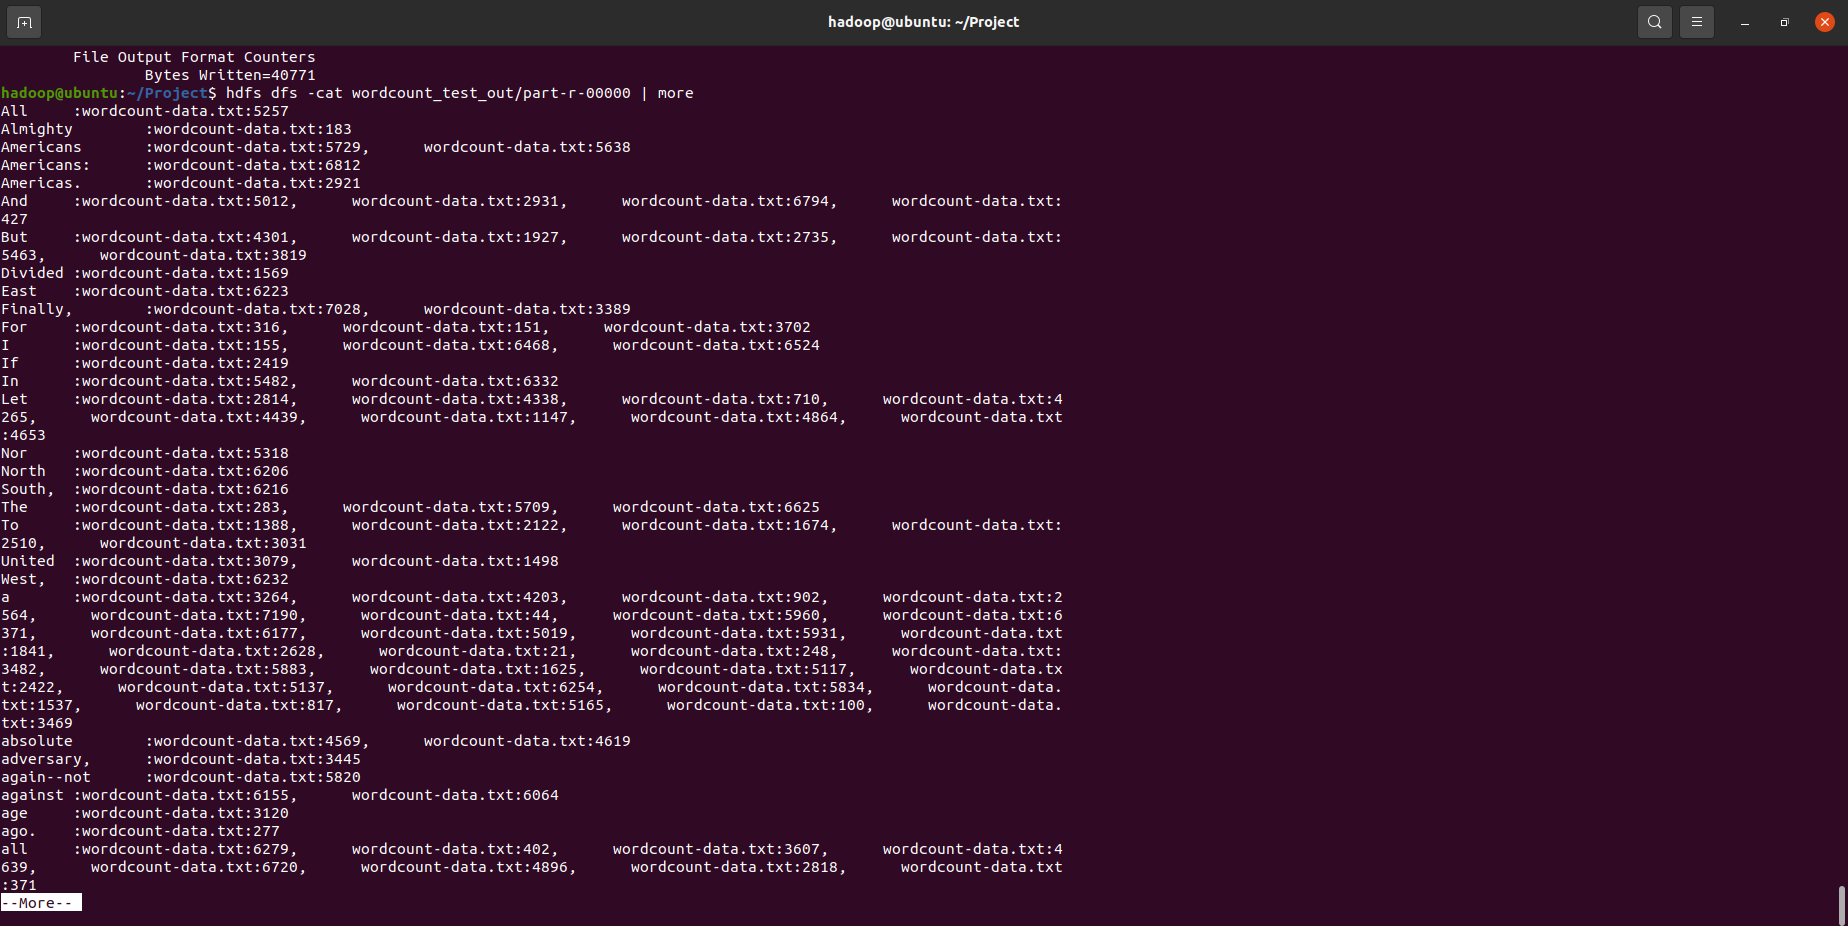 hadoop@ubuntu: ~/Project
        File Output Format Counters
                Bytes Written=40771
hadoop@ubuntu:~/Project$ hdfs dfs -cat wordcount_test_out/part-r-00000 | more
All     :wordcount-data.txt:5257
Almighty        :wordcount-data.txt:183
Americans       :wordcount-data.txt:5729,      wordcount-data.txt:5638
Americans:      :wordcount-data.txt:6812
Americas.       :wordcount-data.txt:2921
And     :wordcount-data.txt:5012,      wordcount-data.txt:2931,      wordcount-data.txt:6794,      wordcount-data.txt:
427
But     :wordcount-data.txt:4301,      wordcount-data.txt:1927,      wordcount-data.txt:2735,      wordcount-data.txt:
5463,      wordcount-data.txt:3819
Divided :wordcount-data.txt:1569
East    :wordcount-data.txt:6223
Finally,        :wordcount-data.txt:7028,      wordcount-data.txt:3389
For     :wordcount-data.txt:316,      wordcount-data.txt:151,      wordcount-data.txt:3702
I       :wordcount-data.txt:155,      wordcount-data.txt:6468,      wordcount-data.txt:6524
If      :wordcount-data.txt:2419
In      :wordcount-data.txt:5482,      wordcount-data.txt:6332
Let     :wordcount-data.txt:2814,      wordcount-data.txt:4338,      wordcount-data.txt:710,      wordcount-data.txt:4
265,      wordcount-data.txt:4439,      wordcount-data.txt:1147,      wordcount-data.txt:4864,      wordcount-data.txt
:4653
Nor     :wordcount-data.txt:5318
North   :wordcount-data.txt:6206
South,  :wordcount-data.txt:6216
The     :wordcount-data.txt:283,      wordcount-data.txt:5709,      wordcount-data.txt:6625
To      :wordcount-data.txt:1388,      wordcount-data.txt:2122,      wordcount-data.txt:1674,      wordcount-data.txt:
2510,      wordcount-data.txt:3031
United  :wordcount-data.txt:3079,      wordcount-data.txt:1498
West,   :wordcount-data.txt:6232
a       :wordcount-data.txt:3264,      wordcount-data.txt:4203,      wordcount-data.txt:902,      wordcount-data.txt:2
564,      wordcount-data.txt:7190,      wordcount-data.txt:44,      wordcount-data.txt:5960,      wordcount-data.txt:6
371,      wordcount-data.txt:6177,      wordcount-data.txt:5019,      wordcount-data.txt:5931,      wordcount-data.txt
:1841,      wordcount-data.txt:2628,      wordcount-data.txt:21,      wordcount-data.txt:248,      wordcount-data.txt:
3482,      wordcount-data.txt:5883,      wordcount-data.txt:1625,      wordcount-data.txt:5117,      wordcount-data.tx
t:2422,      wordcount-data.txt:5137,      wordcount-data.txt:6254,      wordcount-data.txt:5834,      wordcount-data.
txt:1537,      wordcount-data.txt:817,      wordcount-data.txt:5165,      wordcount-data.txt:100,      wordcount-data.
txt:3469
absolute        :wordcount-data.txt:4569,      wordcount-data.txt:4619
adversary,      :wordcount-data.txt:3445
again--not      :wordcount-data.txt:5820
against :wordcount-data.txt:6155,      wordcount-data.txt:6064
age     :wordcount-data.txt:3120
ago.    :wordcount-data.txt:277
all     :wordcount-data.txt:6279,      wordcount-data.txt:402,      wordcount-data.txt:3607,      wordcount-data.txt:4
639,      wordcount-data.txt:6720,      wordcount-data.txt:4896,      wordcount-data.txt:2818,      wordcount-data.txt
:371
--More--